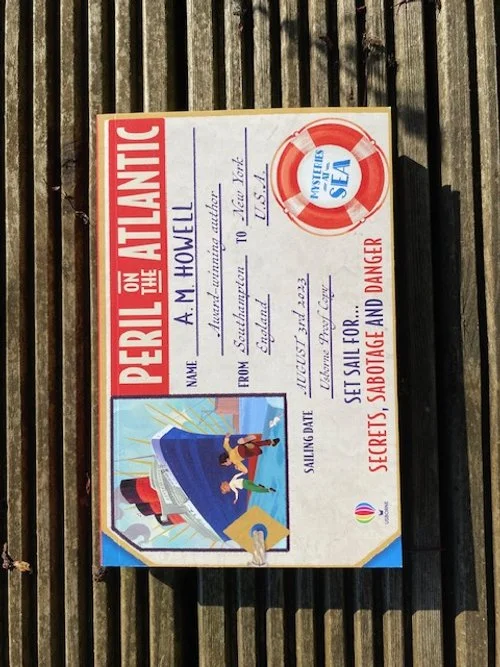 PERIL ON THE ATLANTIC
NAME A. M. HOWELL
Award-winning author
FROM Southampton TO New York
England U.S.A.
SAILING DATE AUGUST 3rd 2023
Usborne Proof Copy
SET SAIL FOR...
SECRETS, SABOTAGE AND DANGER
MYSTERIES
AT
SEA
USBORNE